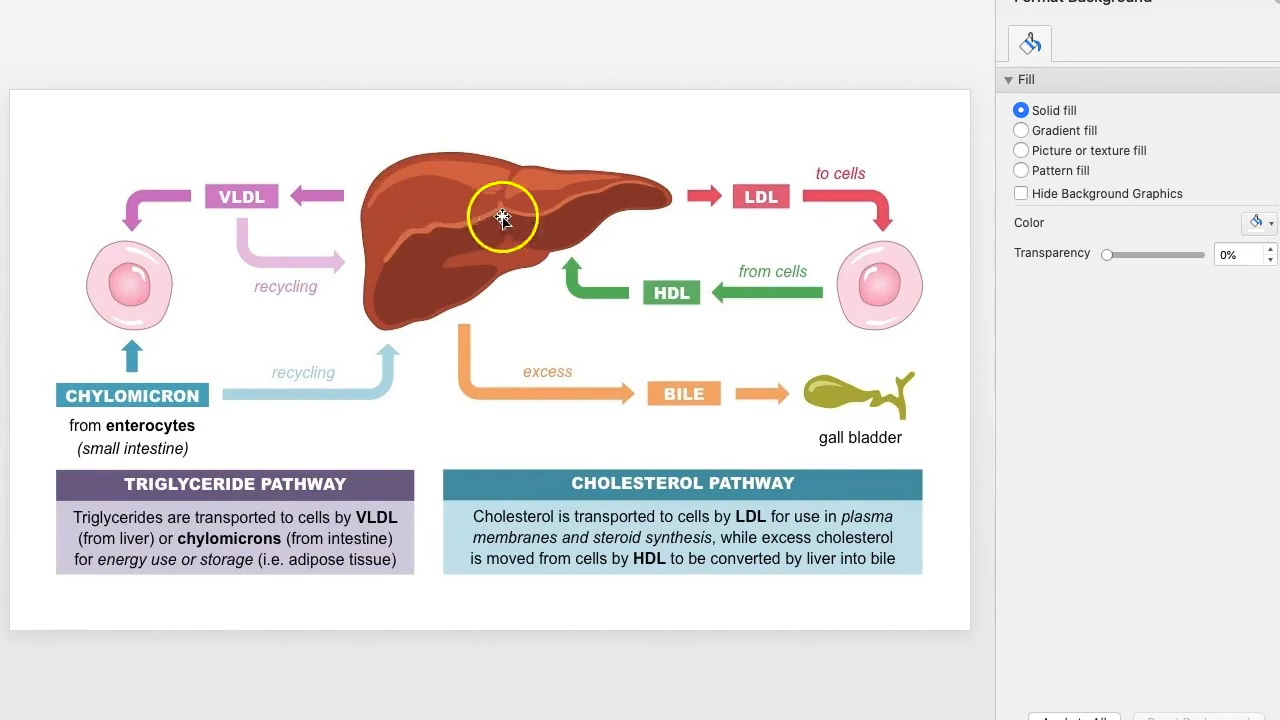 Format Background
Fill
Solid fill
Gradient fill
Picture or texture fill
Pattern fill
Hide Background Graphics
Color
Transparency
0%
to cells
VLDL
LDL
recycling
from cells
HDL
recycling
excess
CHYLOMICRON
BILE
from enterocytes
(small intestine)
gall bladder
TRIGLYCERIDE PATHWAY
Triglycerides are transported to cells by VLDL
(from liver) or chylomicrons (from intestine)
for energy use or storage (i.e. adipose tissue)
CHOLESTEROL PATHWAY
Cholesterol is transported to cells by LDL for use in plasma
membranes and steroid synthesis, while excess cholesterol
is moved from cells by HDL to be converted by liver into bile